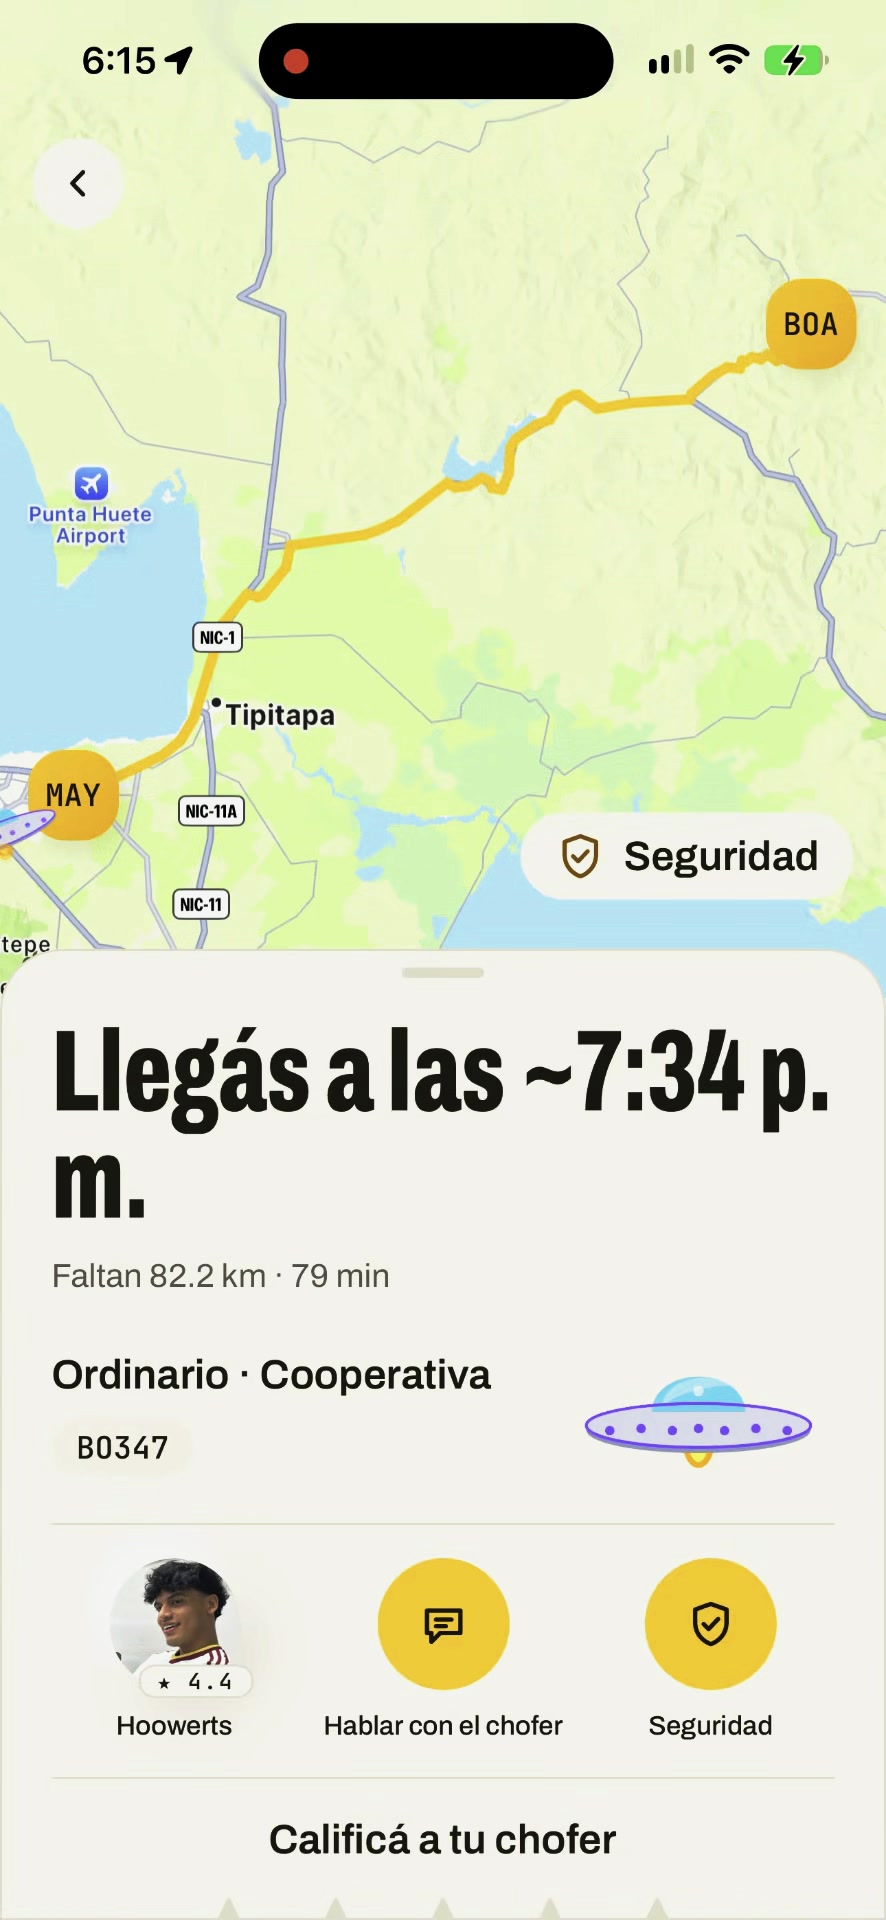 6:15
BOA
Punta Huete
Airport
NIC-1
Tipitapa
MAY
NIC-11A
Seguridad
NIC-11
tepe
Llegás a las ~7:34 p.
m.
Faltan 82.2 km · 79 min
Ordinario · Cooperativa
BO347
★ 4.4
Hoowerts
Hablar con el chofer
Seguridad
Calificá a tu chofer